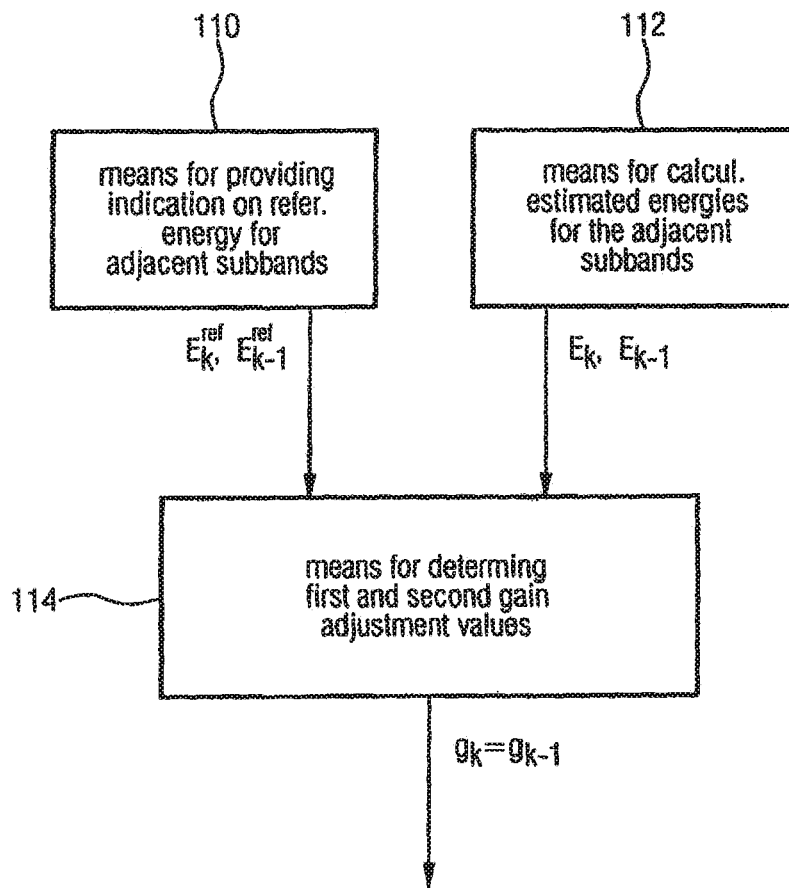 110
112
means for providing
indication on refer.
energy for
adjacent subbands
means for calcul.
estimated energies
for the adjacent
subbands
E_k^ref, E_k-1^ref
E_k, E_k-1
114
means for determing
first and second gain
adjustment values
g_k=g_k-1